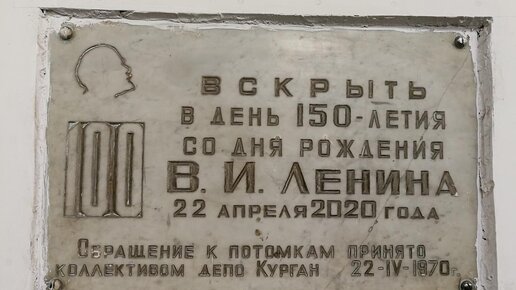 ВСКРЫТЬ
В ДЕНЬ 150-ЛЕТИЯ
СО ДНЯ РОЖДЕНИЯ
В. И. ЛЕНИНА
22 АПРЕЛЯ 2020 ГОДА
100
ОБРАЩЕНИЕ К ПОТОМКАМ ПРИНЯТО
КОЛЛЕКТИВОМ ДЕПО КУРГАН 22-IV-1970г.